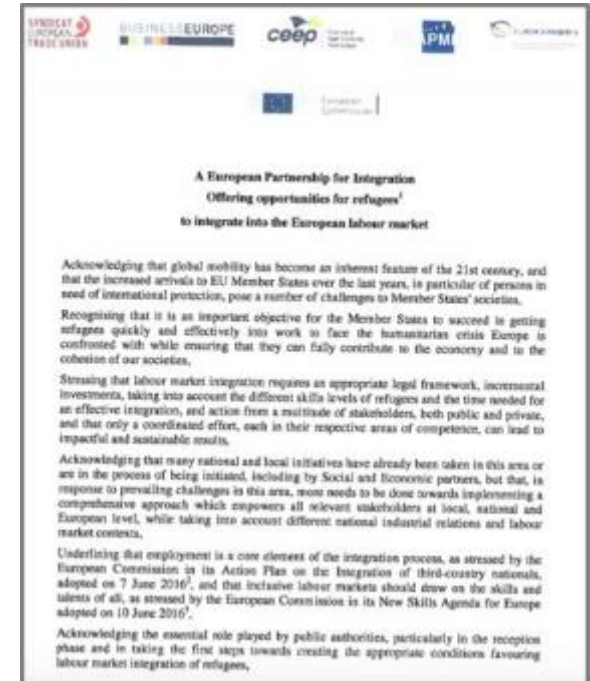 SYNDICAT
EUROPEAN
TRADE UNION
BUSINESSEUROPE
ceep
APME
European
Commission
A European Partnership for Integration
Offering opportunities for refugees¹
to integrate into the European labour market
Acknowledging that global mobility has become an inherent feature of the 21st century, and
that the increased arrivals to EU Member States over the last years, in particular of persons in
need of international protection, pose a number of challenges to Member States' societies,
Recognising that it is an important objective for the Member States to succeed in getting
refugees quickly and effectively into work to face the humanitarian crisis Europe is
confronted with while ensuring that they can fully contribute to the economy and to the
cohesion of our societies,
Stressing that labour market integration requires an appropriate legal framework, incremental
investments, taking into account the different skills levels of refugees and the time needed for
an effective integration, and action from a multitude of stakeholders, both public and private,
and that only a coordinated effort, each in their respective areas of competence, can lead to
impactful and sustainable results,
Acknowledging that many national and local initiatives have already been taken in this area or
are in the process of being initiated, including by Social and Economic partners, but that, in
response to prevailing challenges in this area, more needs to be done towards implementing a
comprehensive approach which empowers all relevant stakeholders at local, national and
European level, while taking into account different national industrial relations and labour
market contexts,
Underlining that employment is a core element of the integration process, as stressed by the
European Commission in its Action Plan on the Integration of third-country nationals,
adopted on 7 June 2016², and that inclusive labour markets should draw on the skills and
talents of all, as stressed by the European Commission in its New Skills Agenda for Europe
adopted on 10 June 2016³,
Acknowledging the essential role played by public authorities, particularly in the reception
phase and in taking the first steps towards creating the appropriate conditions favouring
labour market integration of refugees,